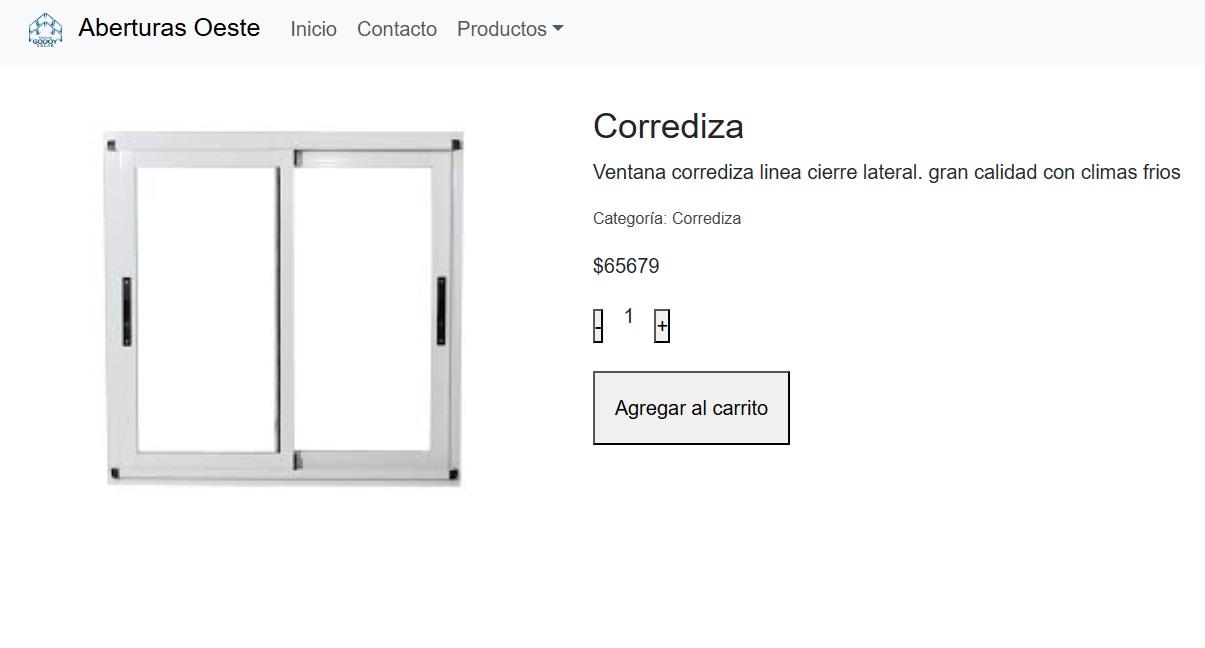 GODOY
Aberturas Oeste
Inicio
Contacto
Productos
Corrediza
Ventana corrediza linea cierre lateral. gran calidad con climas frios
Categoría: Corrediza
$65679
- 1 +
Agregar al carrito